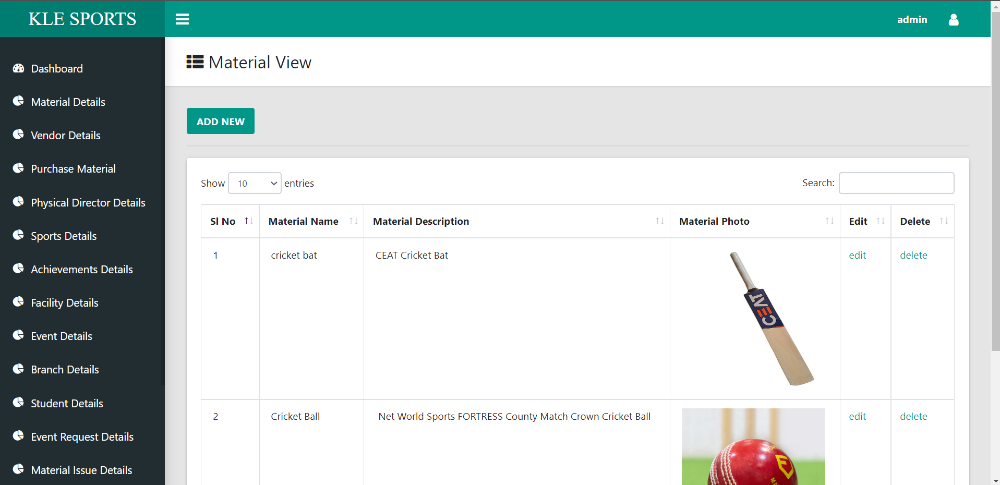 KLE SPORTS
admin
Dashboard
Material Details
Vendor Details
Purchase Material
Physical Director Details
Sports Details
Achievements Details
Facility Details
Event Details
Branch Details
Student Details
Event Request Details
Material Issue Details
Material View
ADD NEW
Show 10 entries
Search:
Sl No Material Name Material Description Material Photo Edit Delete
1 cricket bat CEAT Cricket Bat edit delete
CEAT
2 Cricket Ball Net World Sports FORTRESS County Match Crown Cricket Ball edit delete